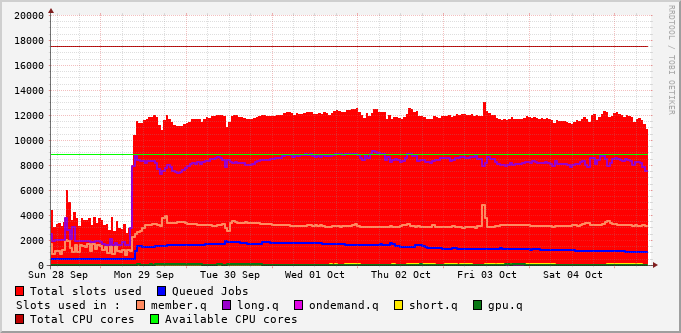 RRDTOOL / TOBI OETIKER
20000
18000
16000
14000
12000
10000
8000
6000
4000
2000
0
Sun 28 Sep Mon 29 Sep Tue 30 Sep Wed 01 Oct Thu 02 Oct Fri 03 Oct Sat 04 Oct
Total slots used Queued Jobs
Slots used in : member.q long.q ondemand.q short.q gpu.q
Total CPU cores Available CPU cores